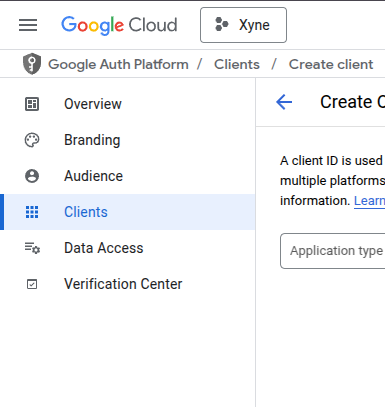 Google Cloud
Xyne
Google Auth Platform / Clients / Create client
Overview
Branding
Audience
Clients
Data Access
Verification Center
Create C
A client ID is used
multiple platforms
information. Learn
Application type